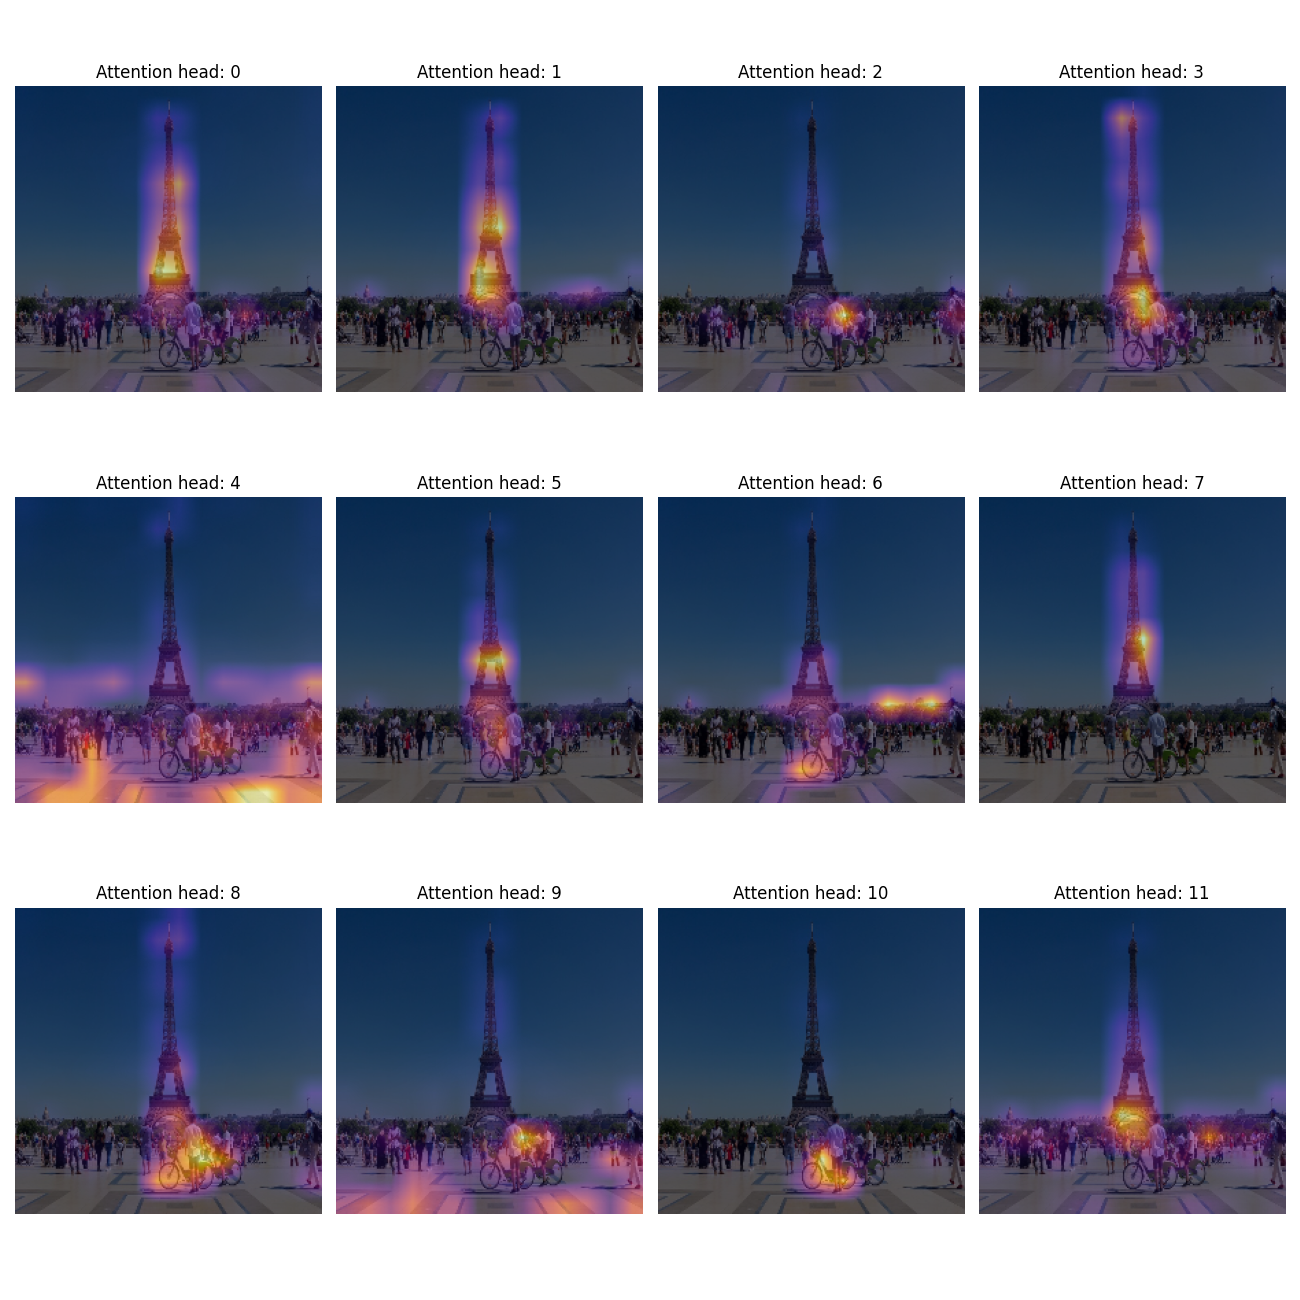 Attention head: 0
Attention head: 1
Attention head: 2
Attention head: 3
Attention head: 4
Attention head: 5
Attention head: 6
Attention head: 7
Attention head: 8
Attention head: 9
Attention head: 10
Attention head: 11